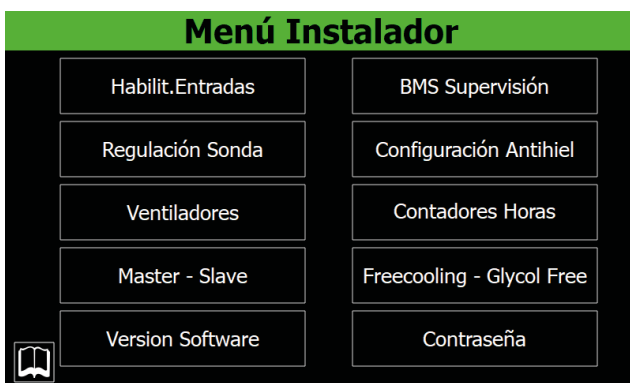 Menú Instalador
Habilit.Entradas
BMS Supervisión
Regulación Sonda
Configuración Antihiel
Ventiladores
Contadores Horas
Master - Slave
Freecooling - Glycol Free
Version Software
Contraseña